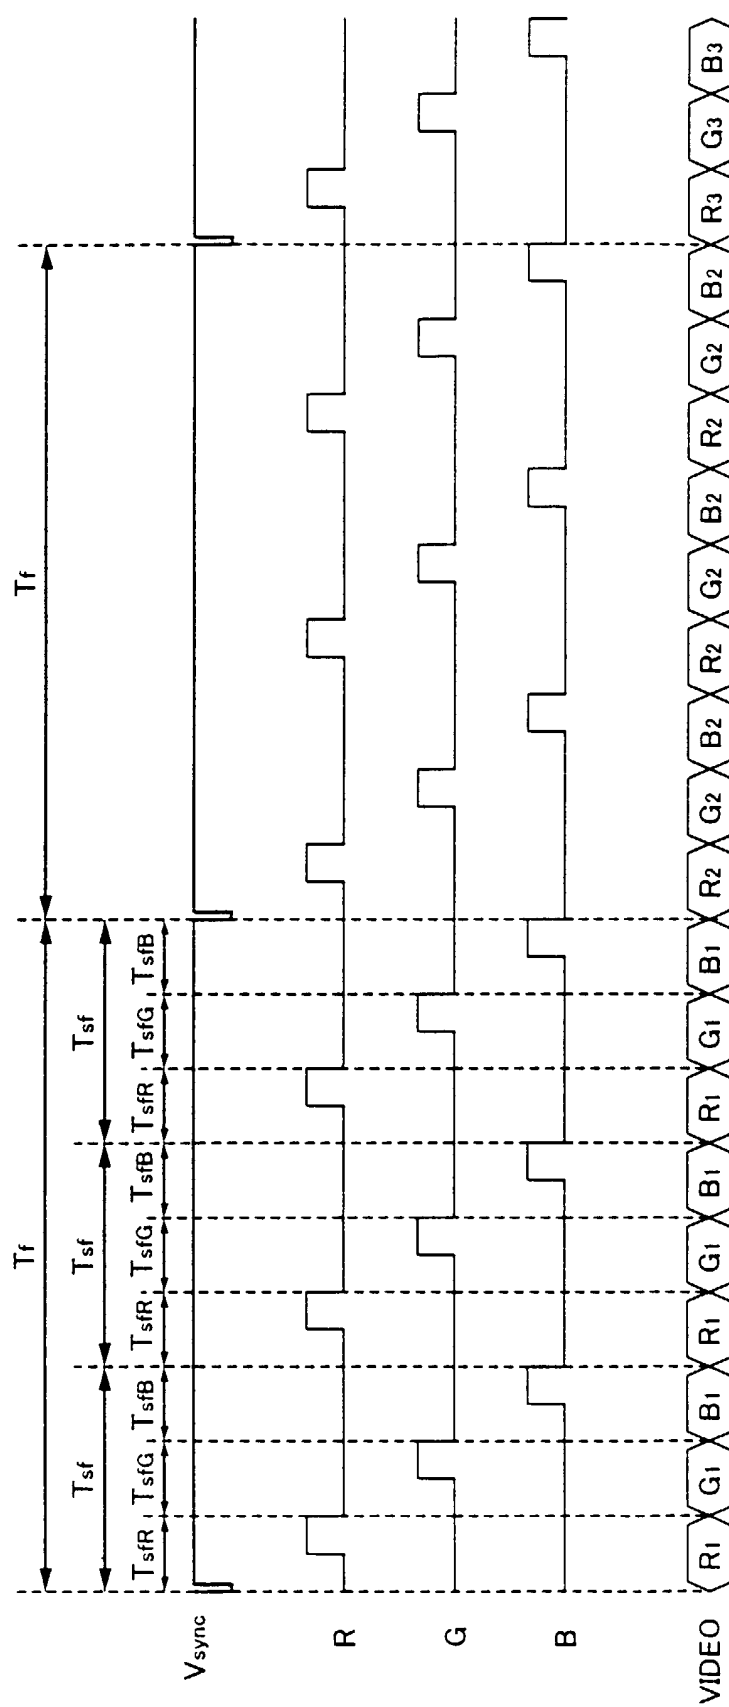 Tf Tf
Tsf Tsf Tsf
TsfR TsfG TsfB TsfR TsfG TsfB TsfR TsfG TsfB
Vsync
R
G
B
VIDEO R1 G1 B1 R1 G1 B1 R1 G1 B1 R2 G2 B2 R2 G2 B2 R2 G2 B2 R3 G3 B3